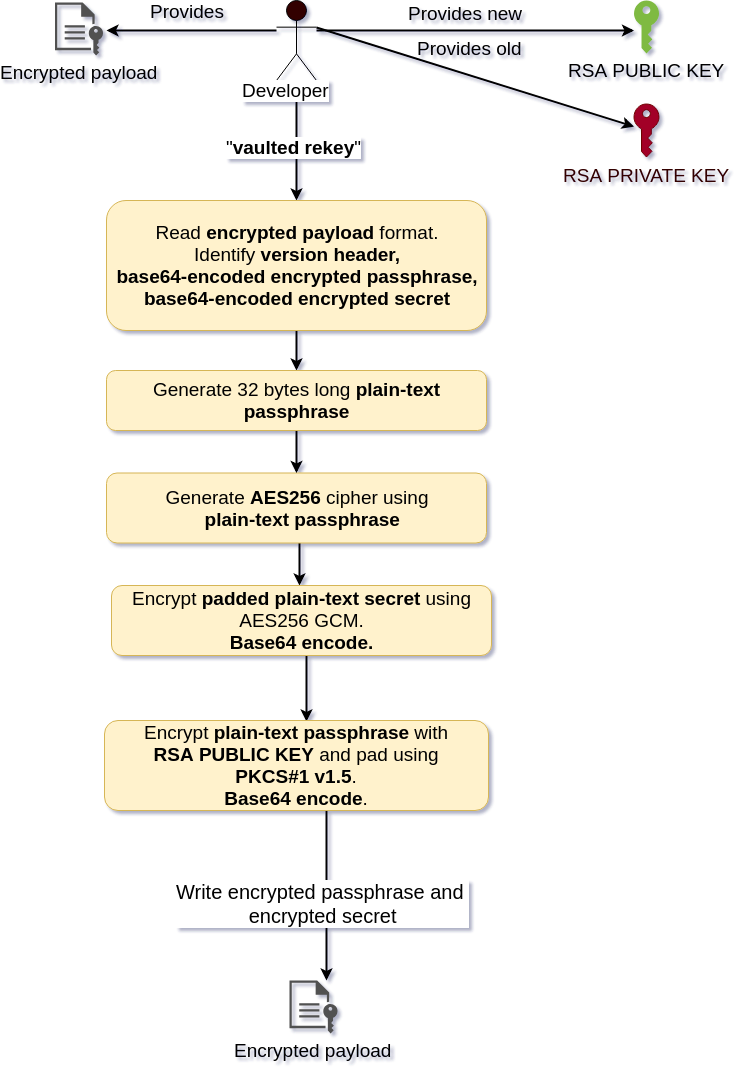 Provides
Provides new
Provides old
Encrypted payload
RSA PUBLIC KEY
Developer
"vaulted rekey"
RSA PRIVATE KEY
Read encrypted payload format.
Identify version header,
base64-encoded encrypted passphrase,
base64-encoded encrypted secret
Generate 32 bytes long plain-text
passphrase
Generate AES256 cipher using
plain-text passphrase
Encrypt padded plain-text secret using
AES256 GCM.
Base64 encode.
Encrypt plain-text passphrase with
RSA PUBLIC KEY and pad using
PKCS#1 v1.5.
Base64 encode.
Write encrypted passphrase and
encrypted secret
Encrypted payload